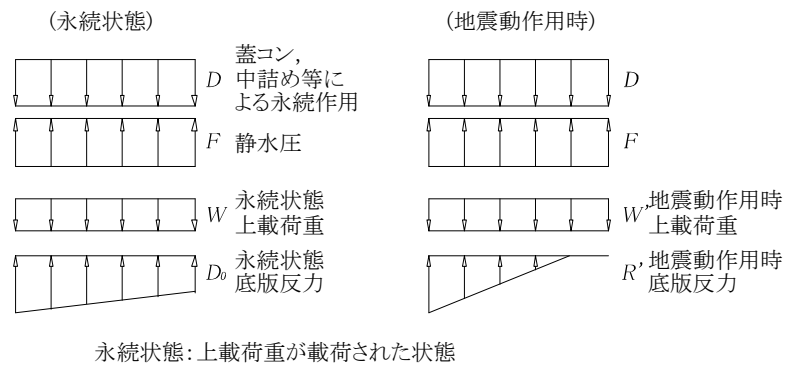 (永続状態)
D 蓋コン,
中詰め等に
よる永続作用
F 静水圧
W 永続状態
上載荷重
D₀ 永続状態
底版反力
(地震動作用時)
D
F
W' 地震動作用時
上載荷重
R' 地震動作用時
底版反力
永続状態:上載荷重が載荷された状態